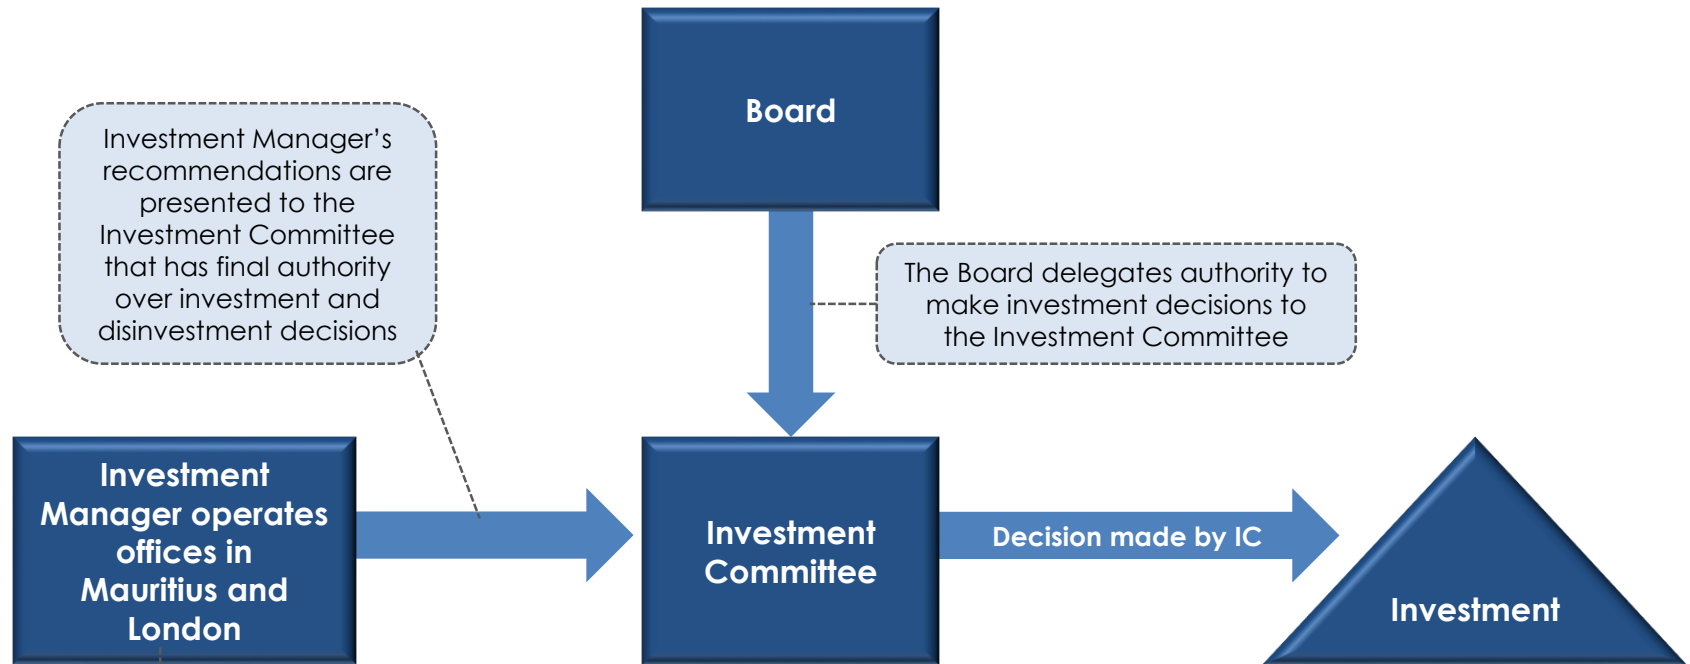 Board
Investment Manager’s
recommendations are
presented to the
Investment Committee
that has final authority
over investment and
disinvestment decisions
The Board delegates authority to
make investment decisions to
the Investment Committee
Investment
Manager operates
offices in
Mauritius and
London
Investment
Committee
Decision made by IC
Investment